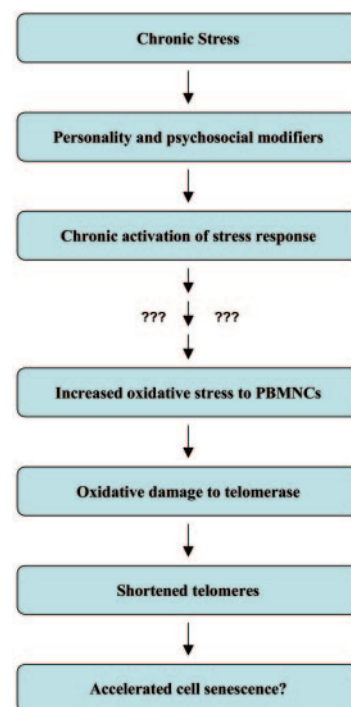 Chronic Stress
Personality and psychosocial modifiers
Chronic activation of stress response
??? ???
Increased oxidative stress to PBMNCs
Oxidative damage to telomerase
Shortened telomeres
Accelerated cell senescence?